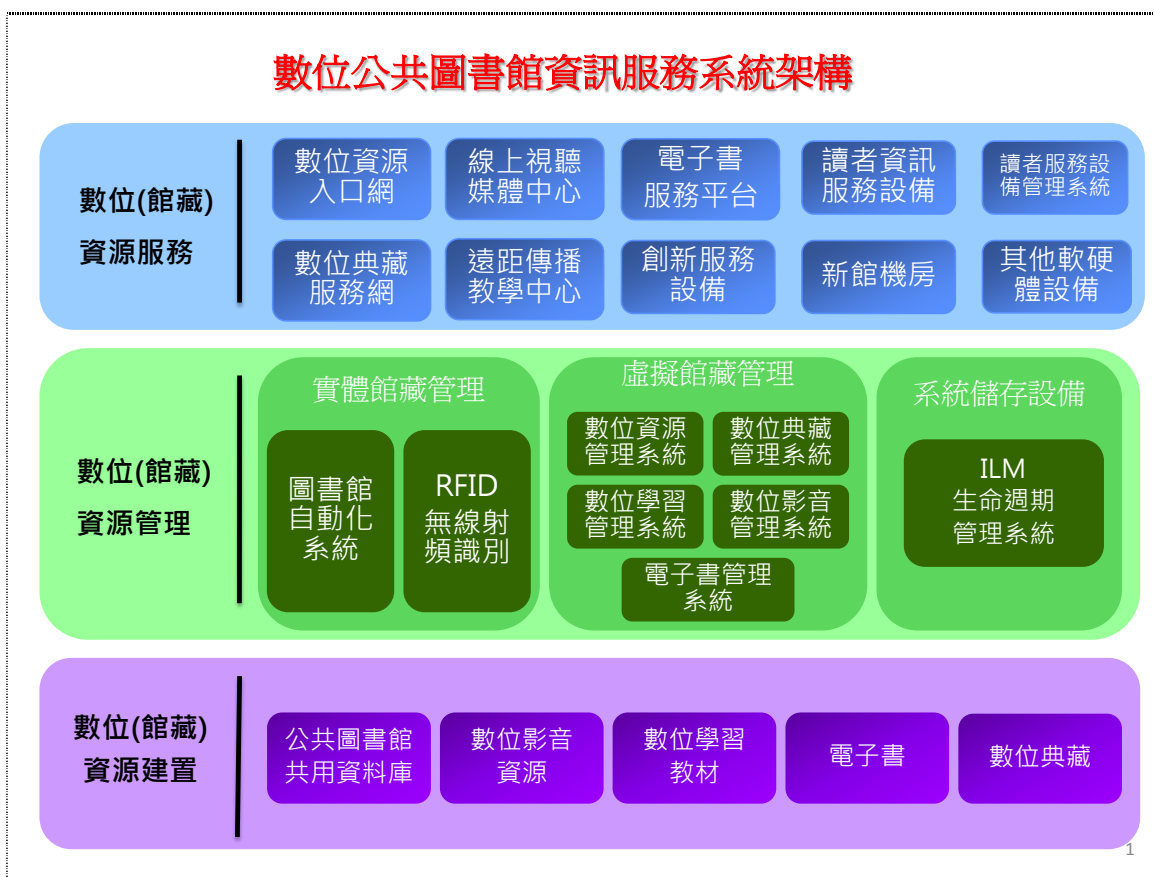 數位公共圖書館資訊服務系統架構
數位(館藏)
資源服務
數位資源
入口網
線上視聽
媒體中心
電子書
服務平台
讀者資訊
服務設備
讀者服務設
備管理系統
數位典藏
服務網
遠距傳播
教學中心
創新服務
設備
新館機房
其他軟硬
體設備
數位(館藏)
資源管理
實體館藏管理
圖書館
自動化
系統
RFID
無線射
頻識別
虛擬館藏管理
數位資源
管理系統
數位典藏
管理系統
數位學習
管理系統
數位影音
管理系統
電子書管理
系統
系統儲存設備
ILM
生命週期
管理系統
數位(館藏)
資源建置
公共圖書館
共用資料庫
數位影音
資源
數位學習
教材
電子書
數位典藏
1